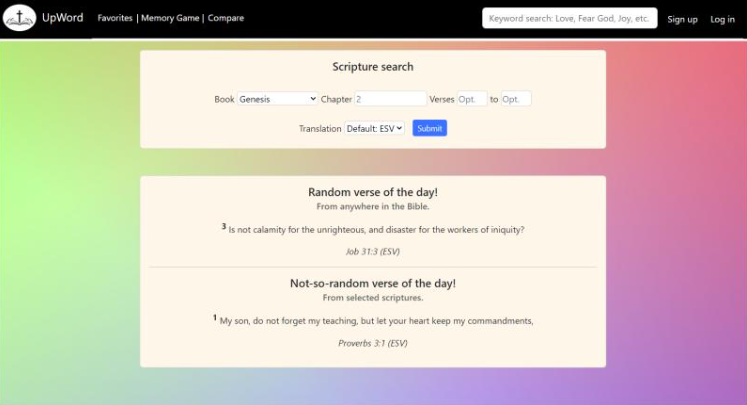 UpWord Favorites | Memory Game | Compare Keyword search: Love, Fear God, Joy, etc. Sign up Log in
Scripture search
Book Genesis Chapter 2 Verses Opt. to Opt.
Translation Default: ESV Submit
Random verse of the day!
From anywhere in the Bible.
3 Is not calamity for the unrighteous, and disaster for the workers of iniquity?
Job 31:3 (ESV)
Not-so-random verse of the day!
From selected scriptures.
1 My son, do not forget my teaching, but let your heart keep my commandments,
Proverbs 3:1 (ESV)